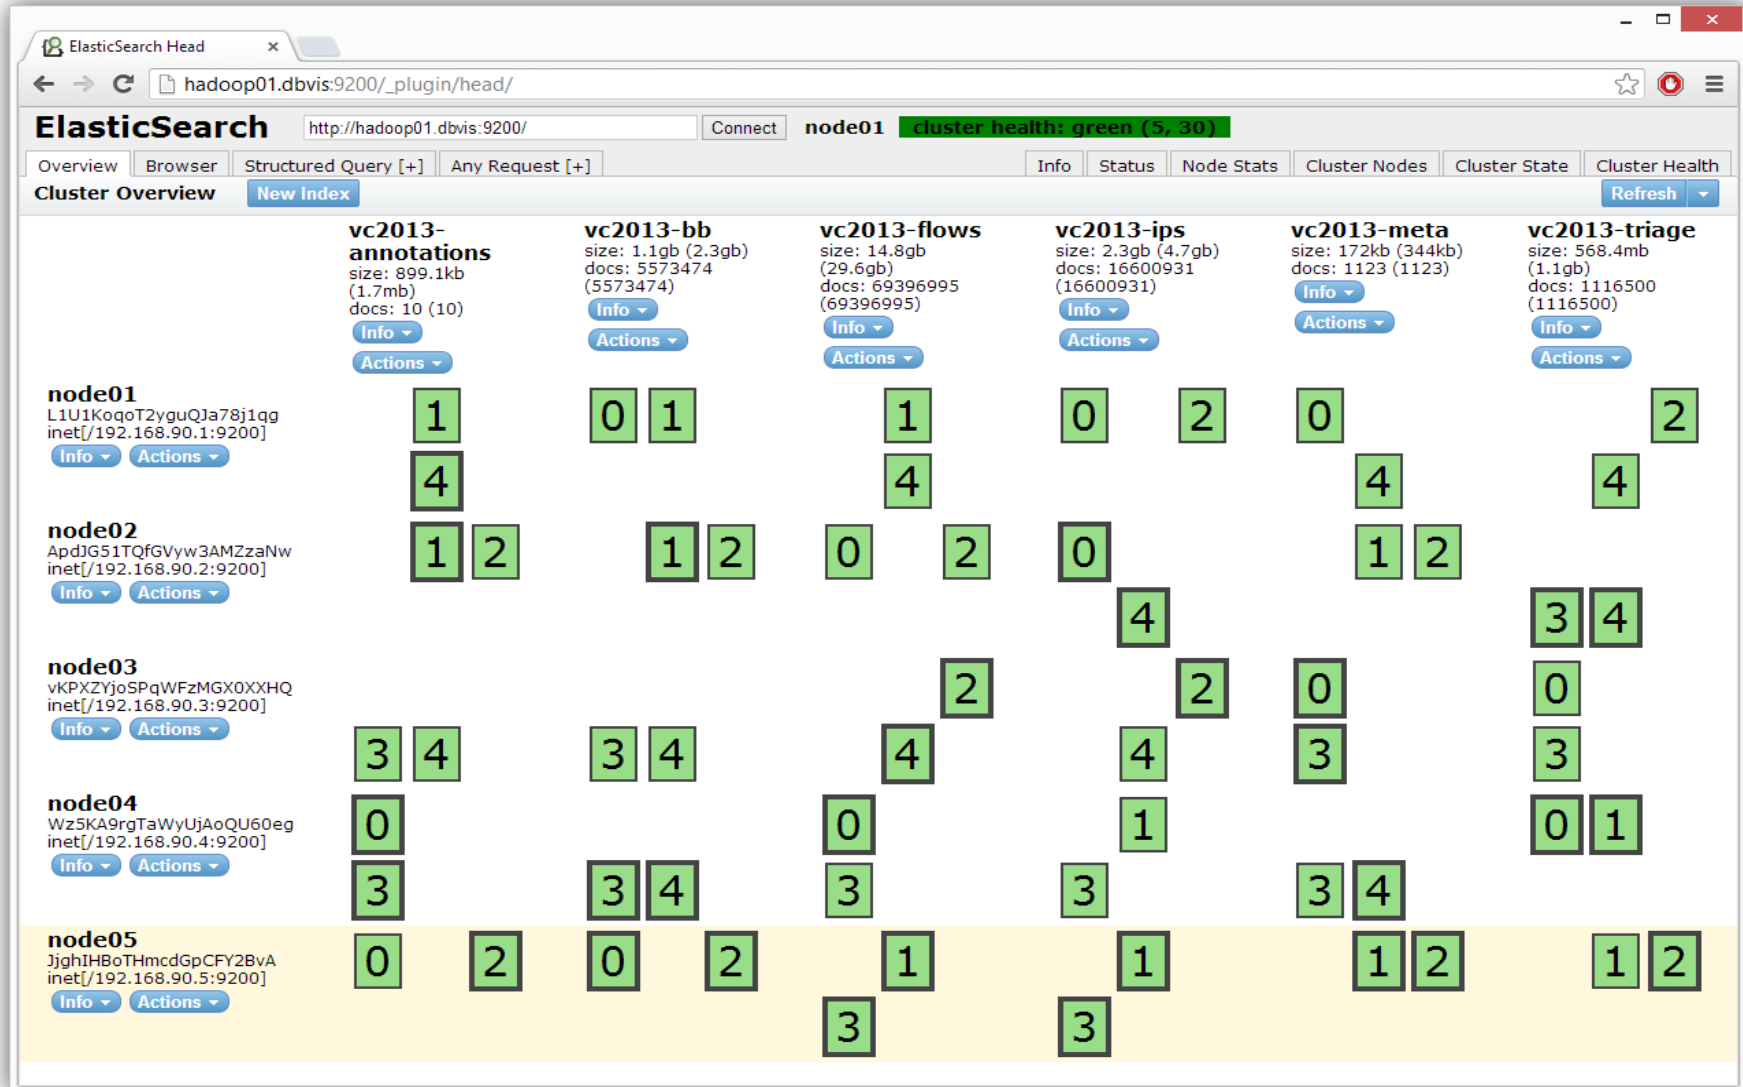 ElasticSearch Head
hadoop01.dbvis:9200/_plugin/head/
ElasticSearch http://hadoop01.dbvis:9200/ Connect node01 cluster health: green (5, 30)
Overview Browser Structured Query [+] Any Request [+] Info Status Node Stats Cluster Nodes Cluster State Cluster Health
Cluster Overview New Index Refresh
vc2013-annotations
size: 899.1kb
(1.7mb)
docs: 10 (10)
Info
Actions
vc2013-bb
size: 1.1gb (2.3gb)
docs: 5573474
(5573474)
Info
Actions
vc2013-flows
size: 14.8gb
(29.6gb)
docs: 69396995
(69396995)
Info
Actions
vc2013-ips
size: 2.3gb (4.7gb)
docs: 16600931
(16600931)
Info
Actions
vc2013-meta
size: 172kb (344kb)
docs: 1123 (1123)
Info
Actions
vc2013-triage
size: 568.4mb
(1.1gb)
docs: 1116500
(1116500)
Info
Actions
node01
L1U1KoqoT2yguQJa78j1qg
inet[/192.168.90.1:9200]
Info Actions
1 0 1 1 0 2 0 2
4 4 4 4
node02
ApdJG51TQfGVyw3AMZzaNw
inet[/192.168.90.2:9200]
Info Actions
1 2 1 2 0 2 0 1 2
4 3 4
node03
vKPXZYjoSPqWFzMGX0XXHQ
inet[/192.168.90.3:9200]
Info Actions
2 2 0 0
3 4 3 4 4 4 3 3
node04
Wz5KA9rgTaWyUjAoQU60eg
inet[/192.168.90.4:9200]
Info Actions
0 0 1 0 1
3 3 4 3 3 3 4
node05
JjghIHBoTHmcdGpCFY2BvA
inet[/192.168.90.5:9200]
Info Actions
0 2 0 2 1 1 1 2 1 2
3 3